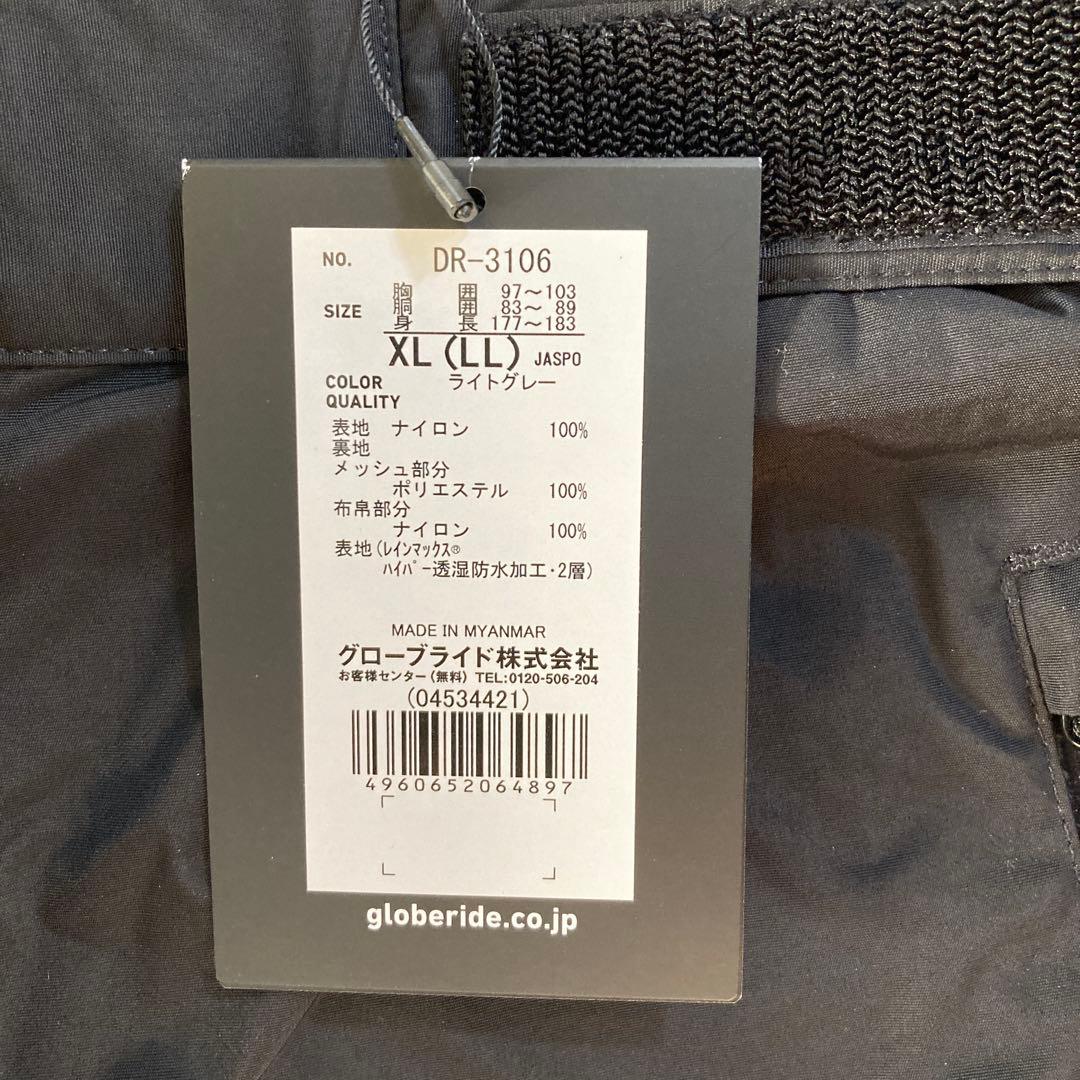 NO. DR-3106
胸囲 97～103
胴囲 83～ 89
SIZE 身長 177～183
XL (LL) JASPO
COLOR ライトグレー
QUALITY
表地 ナイロン 100%
裏地
メッシュ部分
ポリエステル 100%
布帛部分
ナイロン 100%
表地(ﾚｲﾝﾏｯｸｽ®
ﾊｲﾊﾟｰ透湿防水加工･2層)
MADE IN MYANMAR
グローブライド株式会社
お客様センター(無料) TEL:0120-506-204
(04534421)
4960652064897
globeride.co.jp